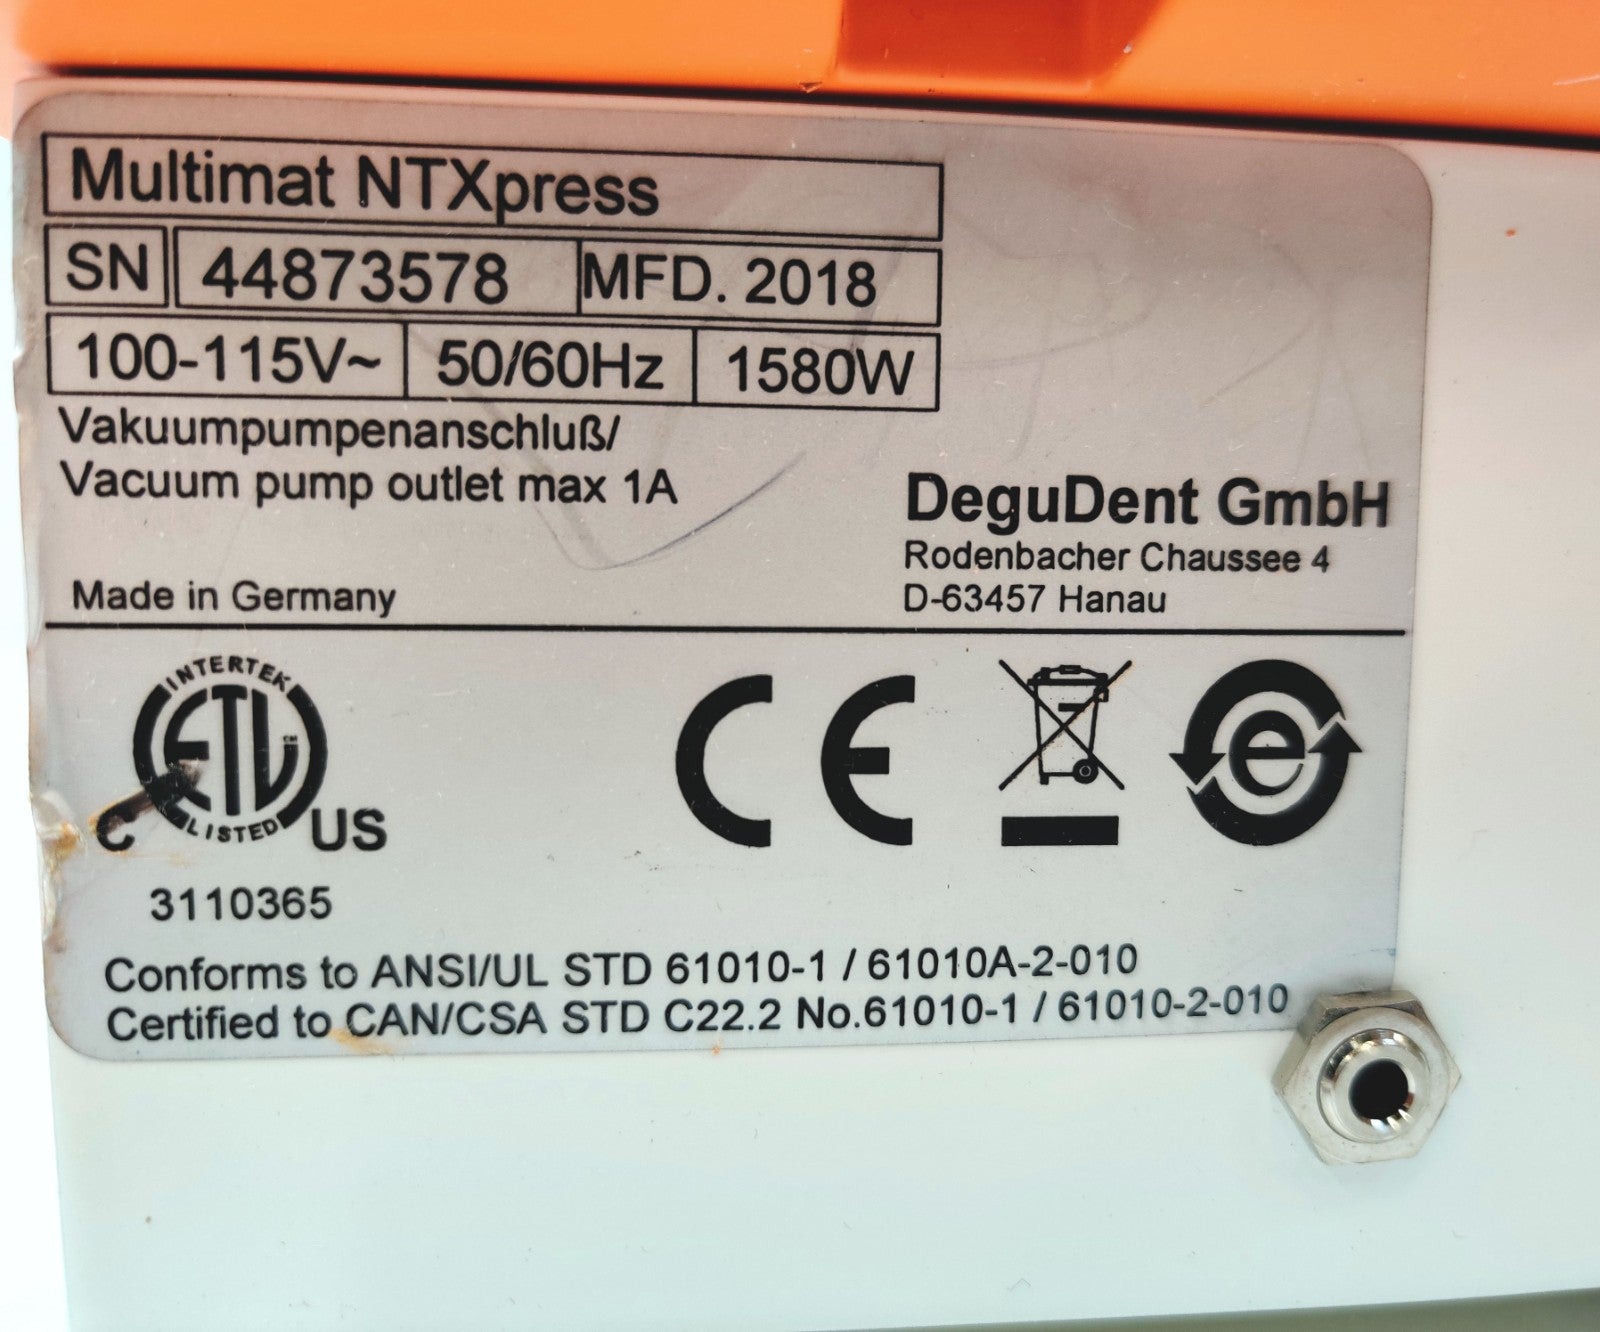 Multimat NTXpress
SN 44873578 MFD. 2018
100-115V~ 50/60Hz 1580W
Vakuumpumpenanschluß/
Vacuum pump outlet max 1A
DeguDent GmbH
Rodenbacher Chaussee 4
Made in Germany
D-63457 Hanau
INTERTEK
ETL
LISTED
C US
CE
e
3110365
Conforms to ANSI/UL STD 61010-1 / 61010A-2-010
Certified to CAN/CSA STD C22.2 No.61010-1 / 61010-2-010